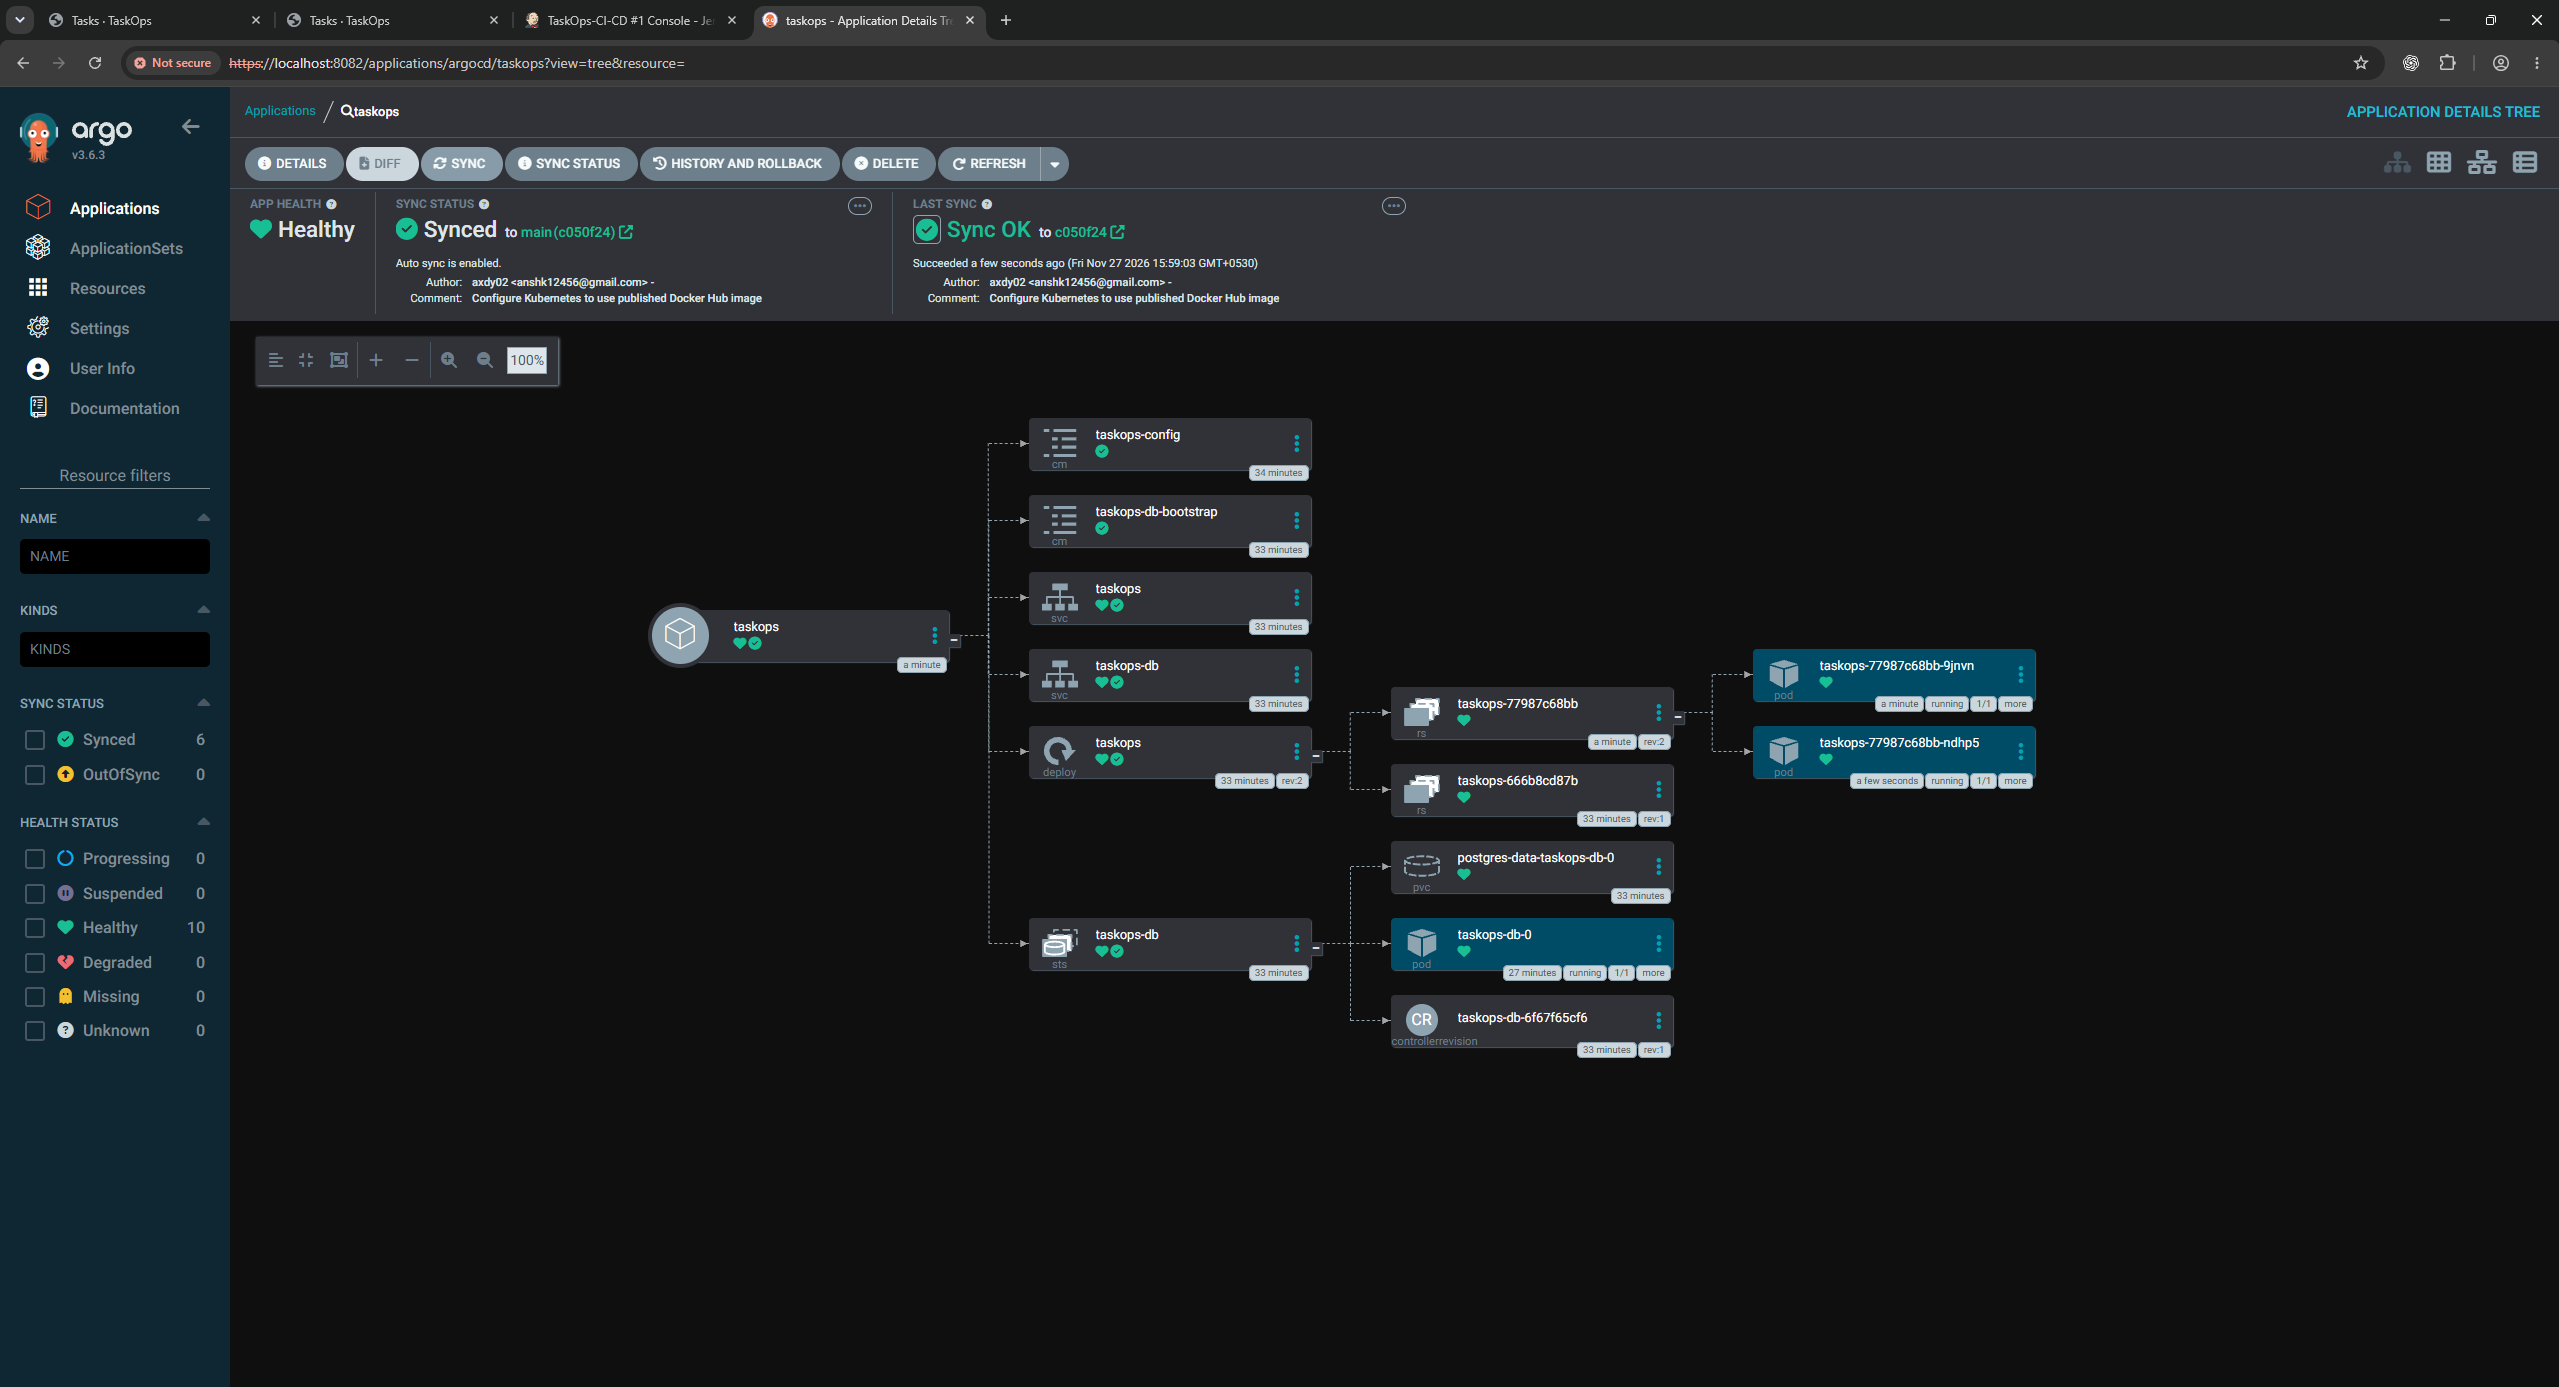 Tasks · TaskOps
Tasks · TaskOps
TaskOps-CI-CD #1 Console - Je
taskops - Application Details Tre
Not secure
https://localhost:8082/applications/argocd/taskops?view=tree&resource=
argo
v3.6.3
Applications
ApplicationSets
Resources
Settings
User Info
Documentation
Resource filters
NAME
NAME
KINDS
KINDS
SYNC STATUS
Synced 6
OutOfSync 0
HEALTH STATUS
Progressing 0
Suspended 0
Healthy 10
Degraded 0
Missing 0
Unknown 0
Applications / taskops
APPLICATION DETAILS TREE
DETAILS
DIFF
SYNC
SYNC STATUS
HISTORY AND ROLLBACK
DELETE
REFRESH
APP HEALTH
Healthy
SYNC STATUS
Synced to main (c050f24)
Auto sync is enabled.
Author: axdy02 <anshk12456@gmail.com> -
Comment: Configure Kubernetes to use published Docker Hub image
LAST SYNC
Sync OK to c050f24
Succeeded a few seconds ago (Fri Nov 27 2026 15:59:03 GMT+0530)
Author: axdy02 <anshk12456@gmail.com> -
Comment: Configure Kubernetes to use published Docker Hub image
100%
taskops
a minute
taskops-config
cm
34 minutes
taskops-db-bootstrap
cm
33 minutes
taskops
svc
33 minutes
taskops-db
svc
33 minutes
taskops
deploy
33 minutes rev:2
taskops-db
sts
33 minutes
taskops-77987c68bb
rs
a minute rev:2
taskops-666b8cd87b
rs
33 minutes rev:1
postgres-data-taskops-db-0
pvc
33 minutes
taskops-db-0
pod
27 minutes running 1/1 more
CR
taskops-db-6f67f65cf6
controllerrevision
33 minutes rev:1
taskops-77987c68bb-9jnvn
pod
a minute running 1/1 more
taskops-77987c68bb-ndhp5
pod
a few seconds running 1/1 more